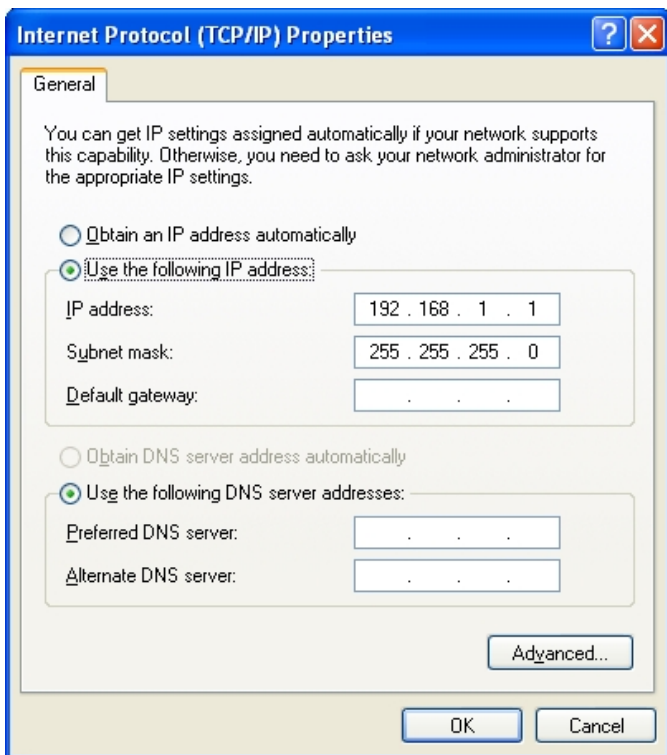 Internet Protocol (TCP/IP) Properties
General
You can get IP settings assigned automatically if your network supports
this capability. Otherwise, you need to ask your network administrator for
the appropriate IP settings.
Obtain an IP address automatically
Use the following IP address:
IP address: 192 . 168 . 1 . 1
Subnet mask: 255 . 255 . 255 . 0
Default gateway: . . .
Obtain DNS server address automatically
Use the following DNS server addresses:
Preferred DNS server: . . .
Alternate DNS server: . . .
Advanced...
OK Cancel